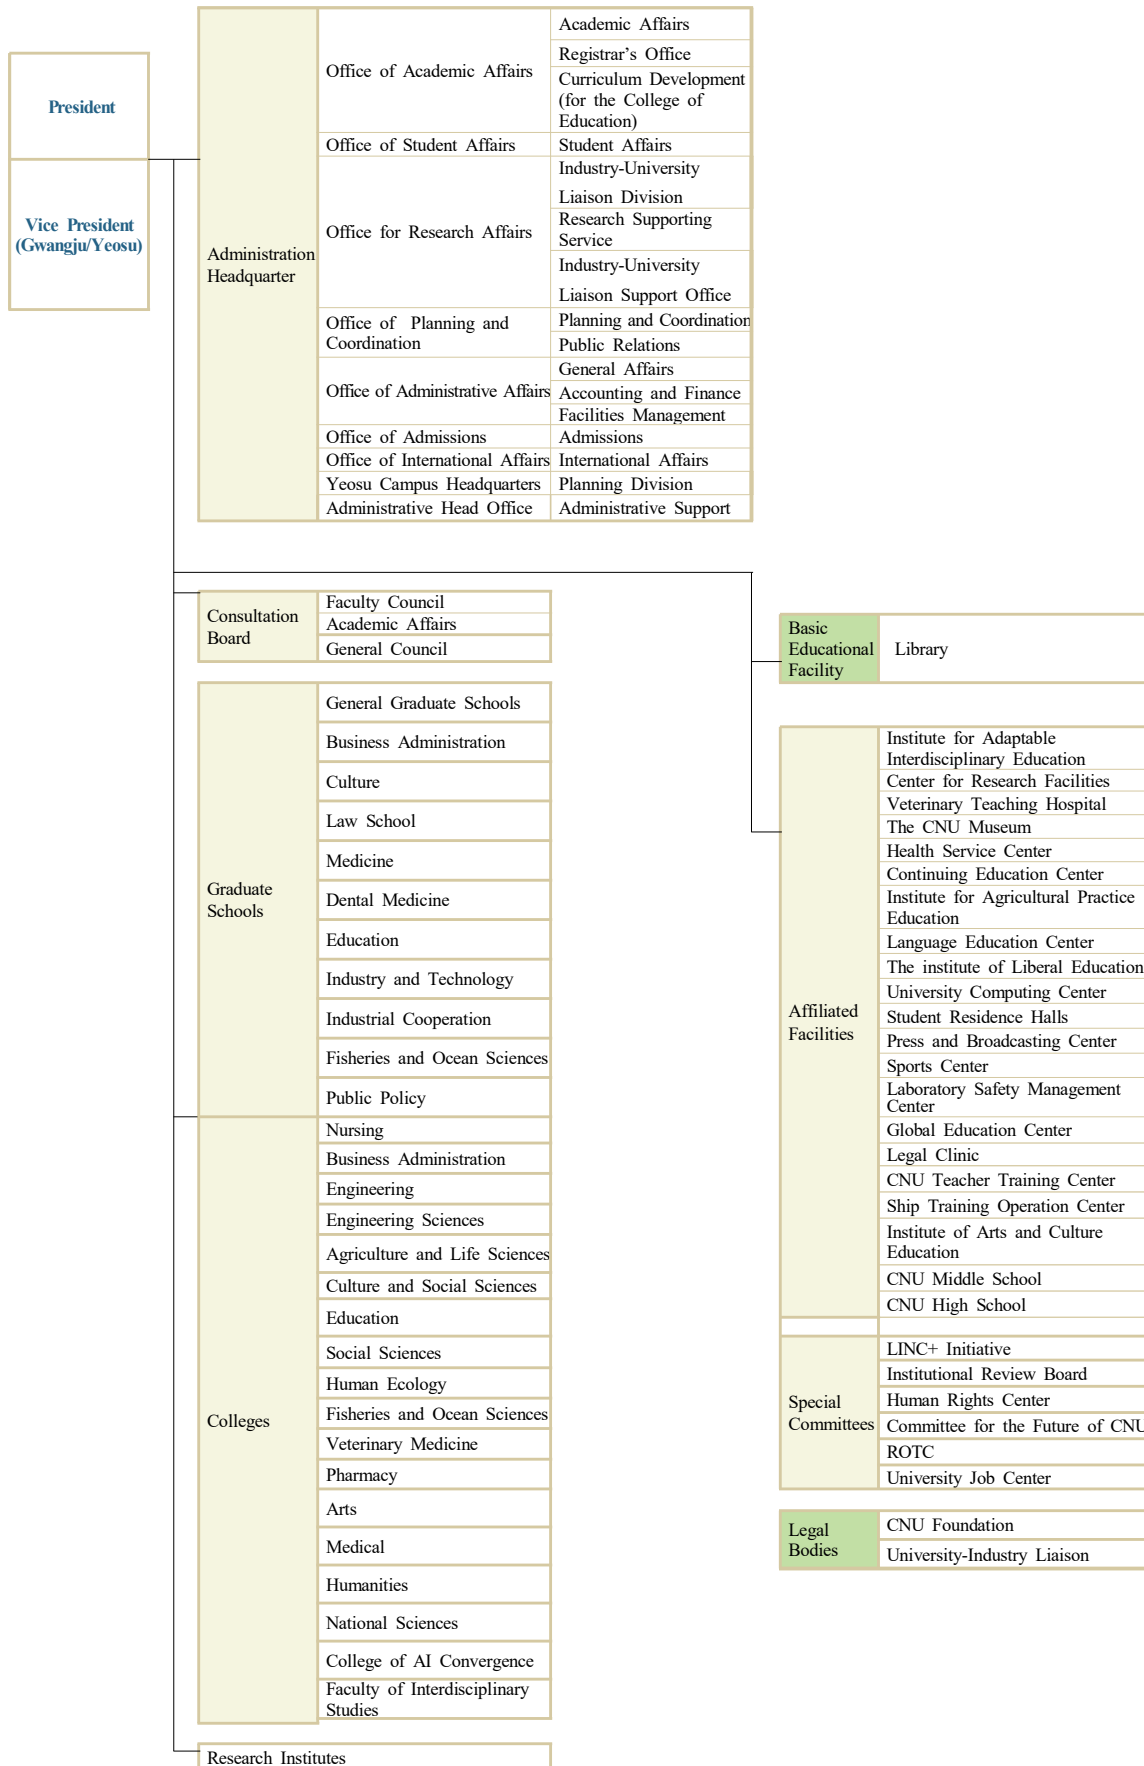 President
Vice President
(Gwangju/Yeosu)
Administration
Headquarter
Office of Academic Affairs
Academic Affairs
Registrar’s Office
Curriculum Development
(for the College of
Education)
Office of Student Affairs
Student Affairs
Office for Research Affairs
Industry-University
Liaison Division
Research Supporting
Service
Industry-University
Liaison Support Office
Office of Planning and
Coordination
Planning and Coordination
Public Relations
Office of Administrative Affairs
General Affairs
Accounting and Finance
Facilities Management
Office of Admissions
Admissions
Office of International Affairs
International Affairs
Yeosu Campus Headquarters
Planning Division
Administrative Head Office
Administrative Support
Consultation
Board
Faculty Council
Academic Affairs
General Council
Graduate
Schools
General Graduate Schools
Business Administration
Culture
Law School
Medicine
Dental Medicine
Education
Industry and Technology
Industrial Cooperation
Fisheries and Ocean Sciences
Public Policy
Colleges
Nursing
Business Administration
Engineering
Engineering Sciences
Agriculture and Life Sciences
Culture and Social Sciences
Education
Social Sciences
Human Ecology
Fisheries and Ocean Sciences
Veterinary Medicine
Pharmacy
Arts
Medical
Humanities
National Sciences
College of AI Convergence
Faculty of Interdisciplinary
Studies
Research Institutes
Basic
Educational
Facility
Library
Affiliated
Facilities
Institute for Adaptable
Interdisciplinary Education
Center for Research Facilities
Veterinary Teaching Hospital
The CNU Museum
Health Service Center
Continuing Education Center
Institute for Agricultural Practice
Education
Language Education Center
The institute of Liberal Education
University Computing Center
Student Residence Halls
Press and Broadcasting Center
Sports Center
Laboratory Safety Management
Center
Global Education Center
Legal Clinic
CNU Teacher Training Center
Ship Training Operation Center
Institute of Arts and Culture
Education
CNU Middle School
CNU High School
Special
Committees
LINC+ Initiative
Institutional Review Board
Human Rights Center
Committee for the Future of CNU
ROTC
University Job Center
Legal
Bodies
CNU Foundation
University-Industry Liaison